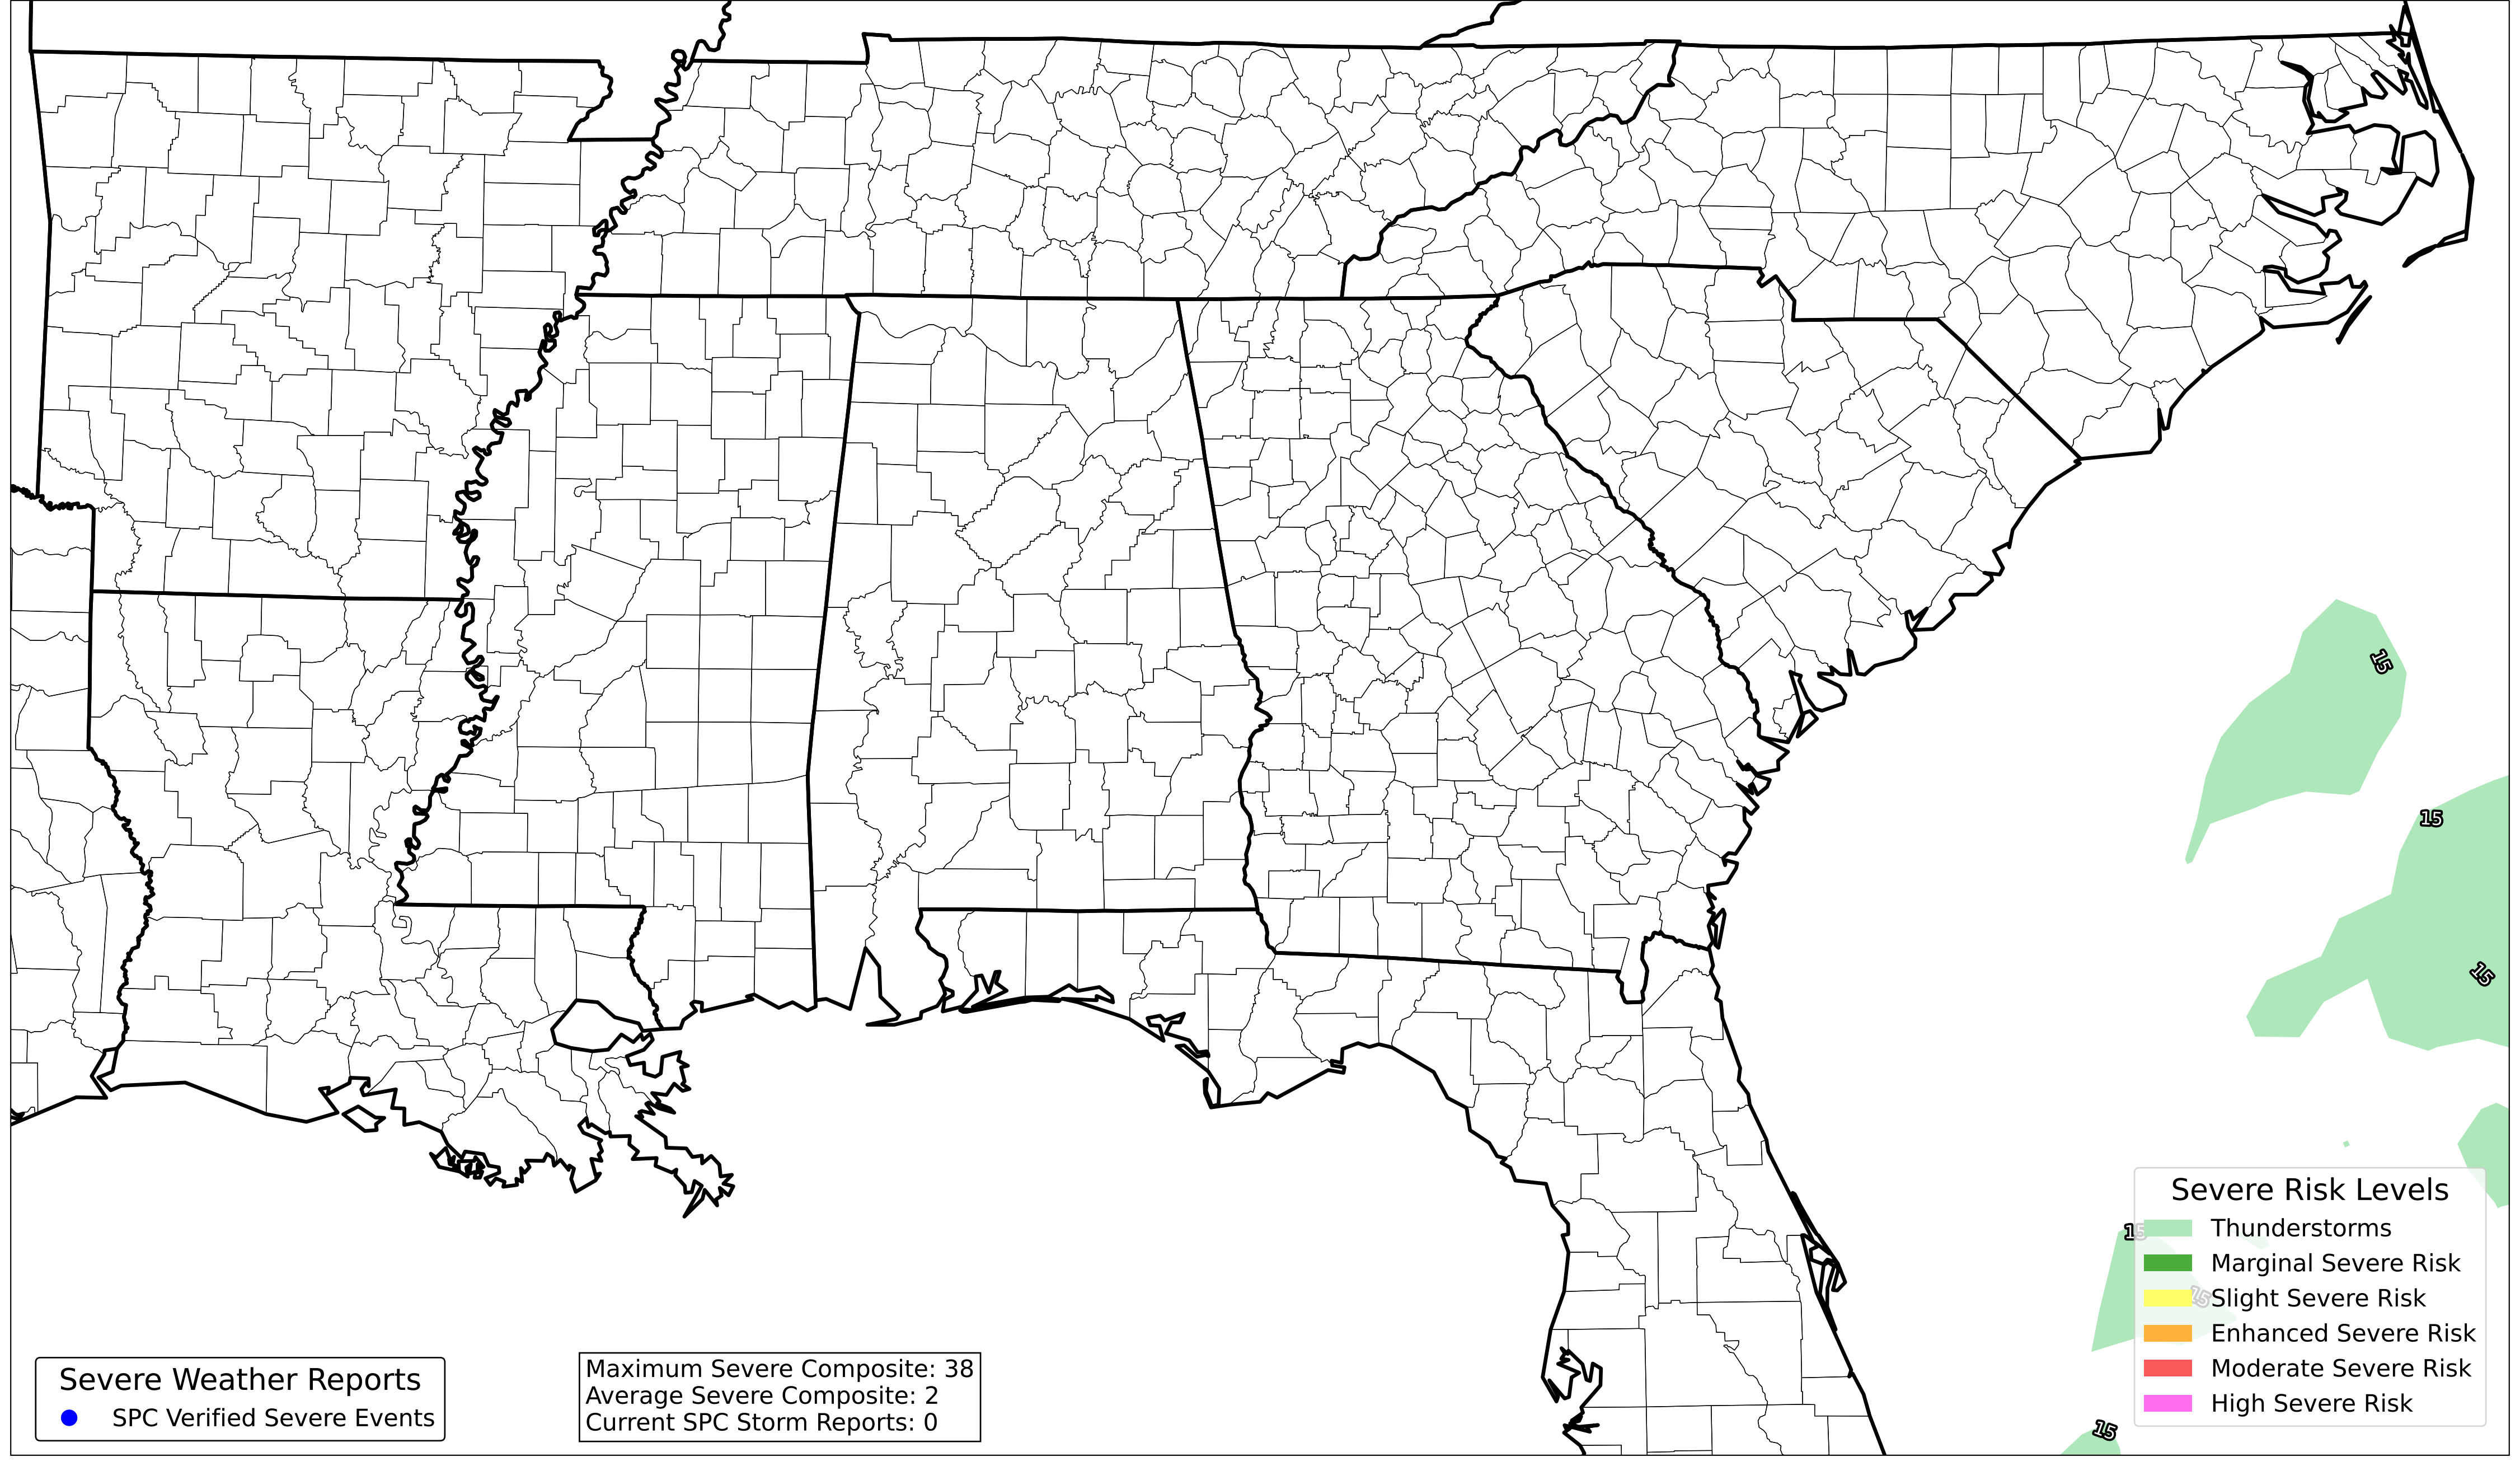 15
15
15
Severe Risk Levels
15
Thunderstorms
Marginal Severe Risk
15
Slight Severe Risk
Enhanced Severe Risk
Moderate Severe Risk
High Severe Risk
15
Severe Weather Reports
SPC Verified Severe Events
Maximum Severe Composite: 38
Average Severe Composite: 2
Current SPC Storm Reports: 0